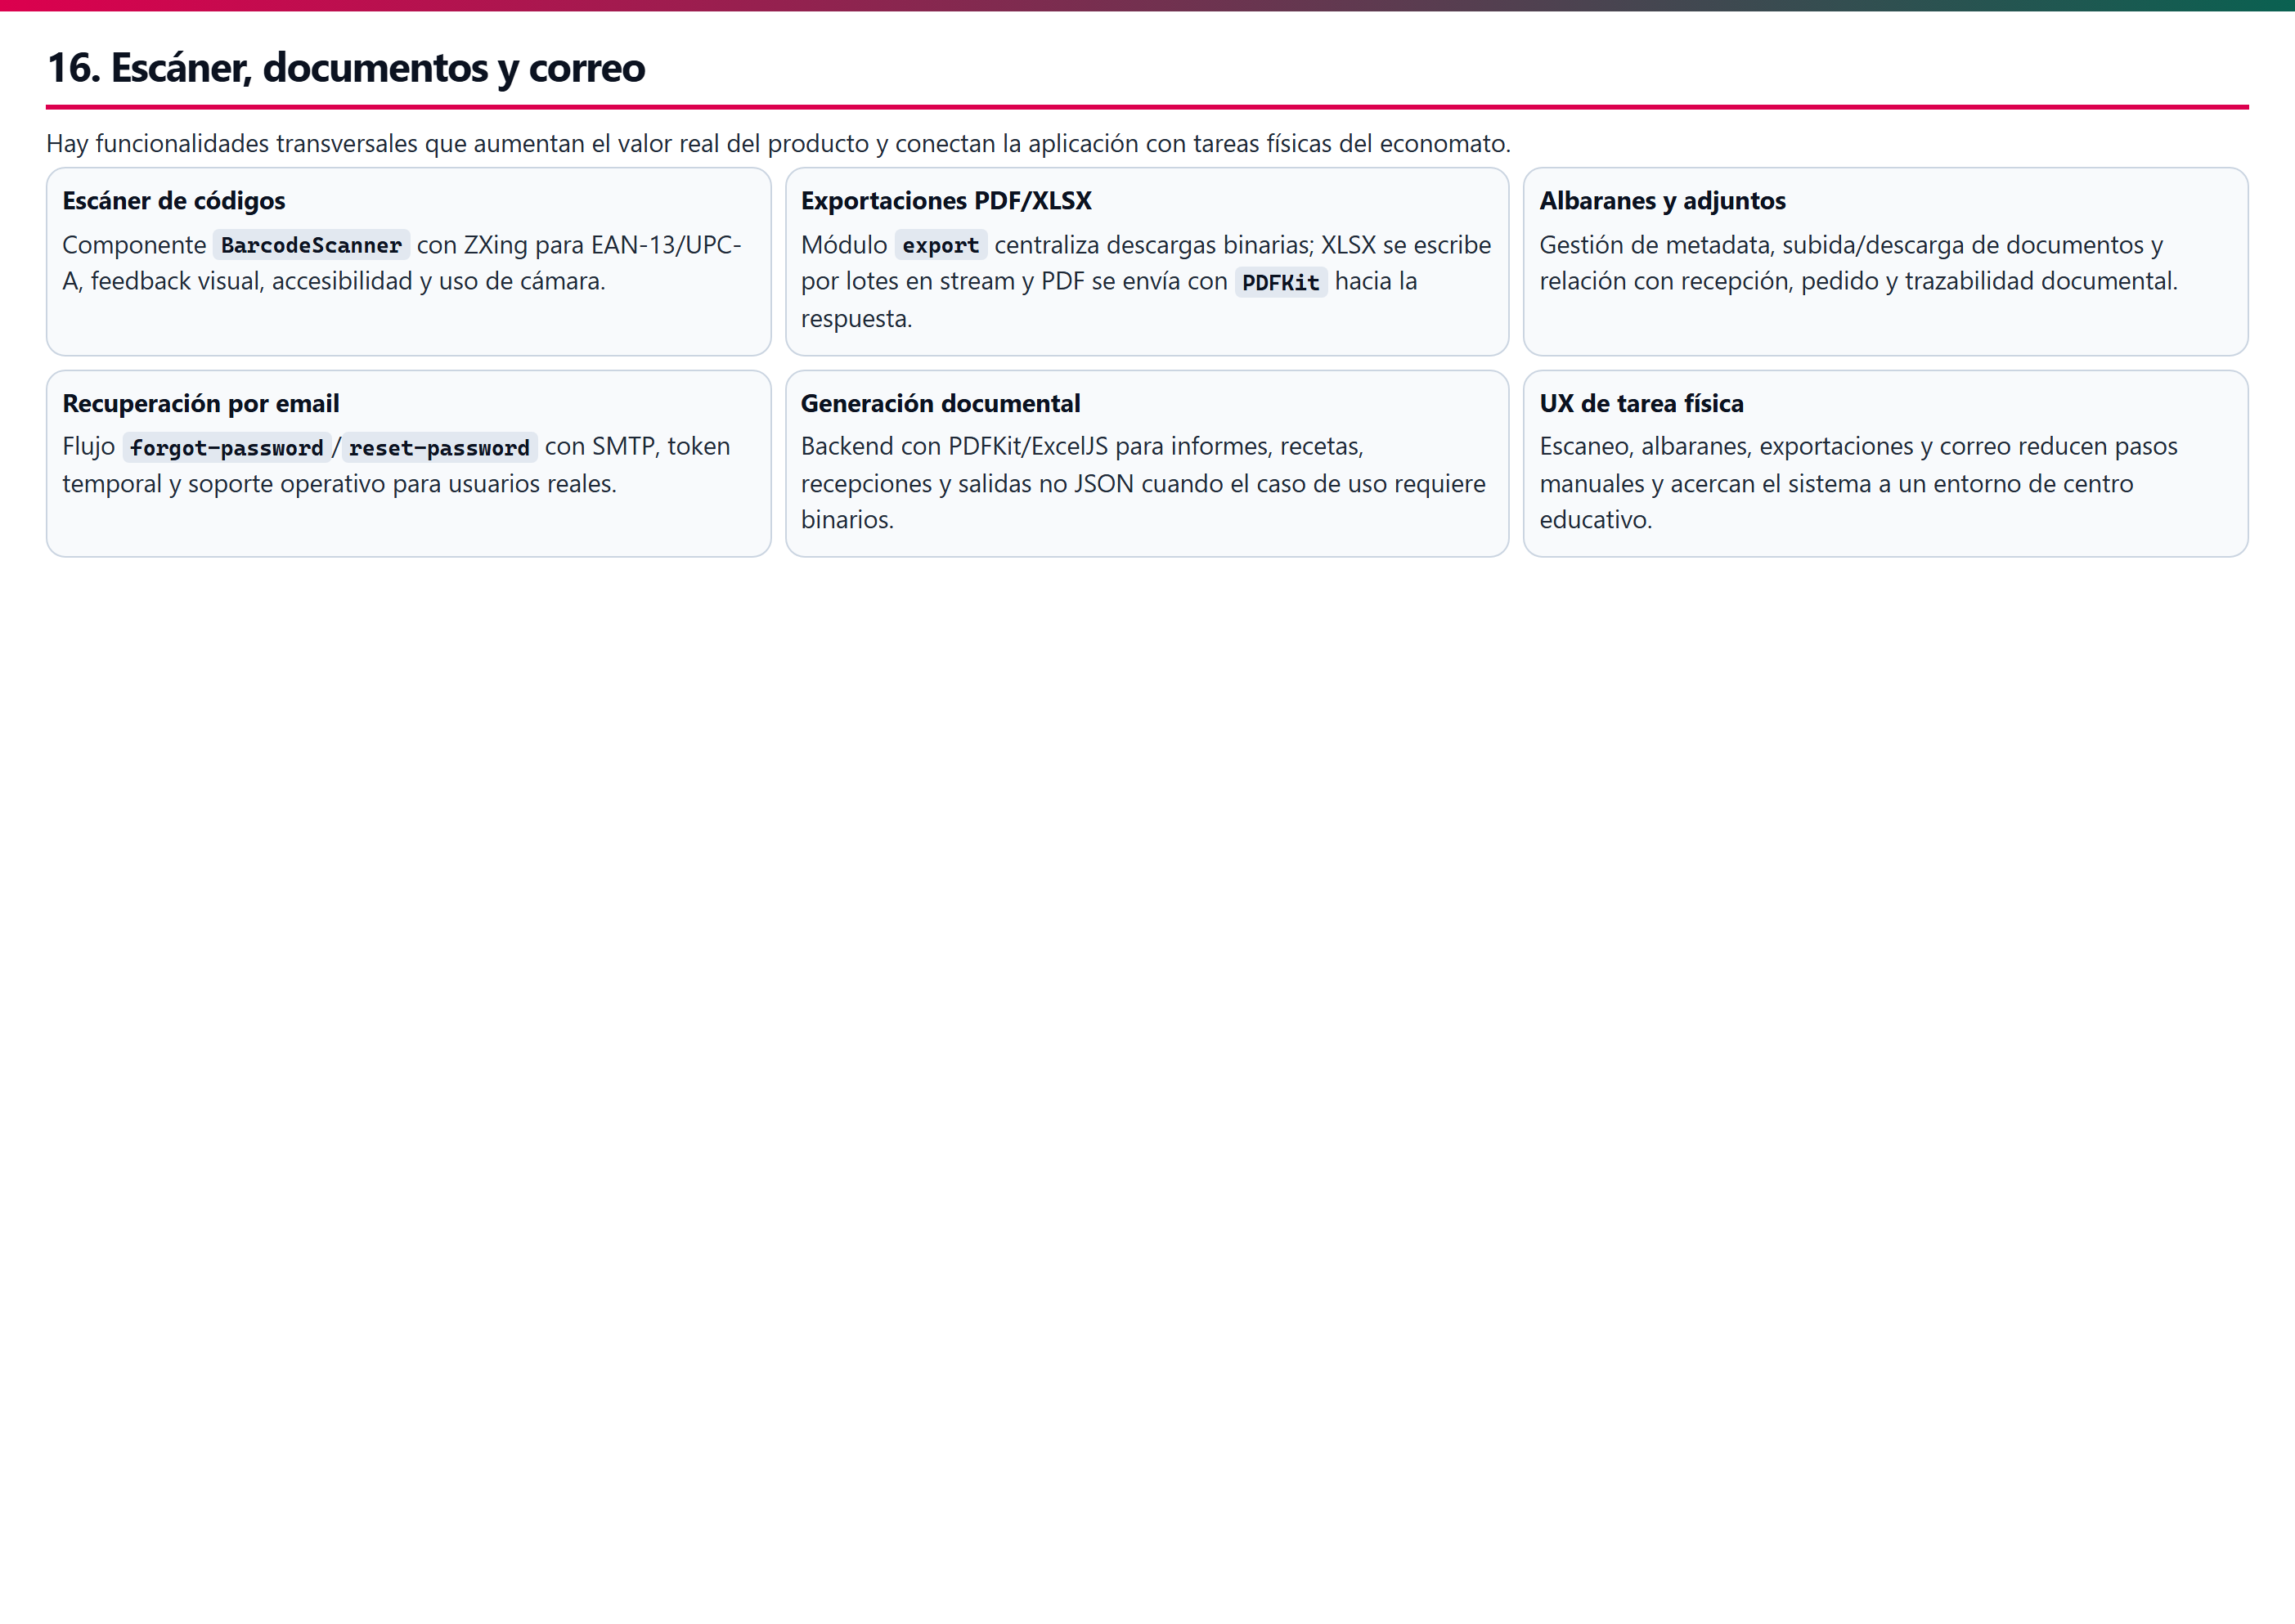 16. Escáner, documentos y correo
Hay funcionalidades transversales que aumentan el valor real del producto y conectan la aplicación con tareas físicas del economato.
Escáner de códigos
Componente BarcodeScanner con ZXing para EAN-13/UPC-
A, feedback visual, accesibilidad y uso de cámara.
Exportaciones PDF/XLSX
Módulo export centraliza descargas binarias; XLSX se escribe
por lotes en stream y PDF se envía con PDFKit hacia la
respuesta.
Albaranes y adjuntos
Gestión de metadata, subida/descarga de documentos y
relación con recepción, pedido y trazabilidad documental.
Recuperación por email
Flujo forgot-password/reset-password con SMTP, token
temporal y soporte operativo para usuarios reales.
Generación documental
Backend con PDFKit/ExcelJS para informes, recetas,
recepciones y salidas no JSON cuando el caso de uso requiere
binarios.
UX de tarea física
Escaneo, albaranes, exportaciones y correo reducen pasos
manuales y acercan el sistema a un entorno de centro
educativo.